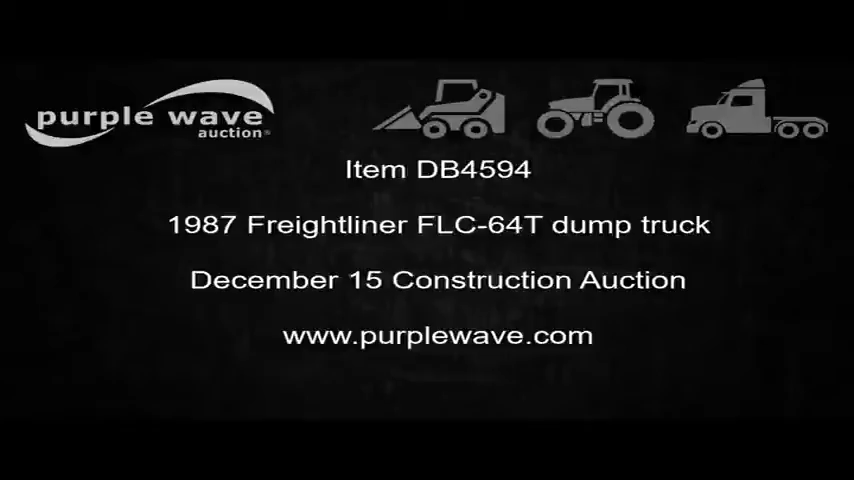 purple wave
auction®
Item DB4594
1987 Freightliner FLC-64T dump truck
December 15 Construction Auction
www.purplewave.com